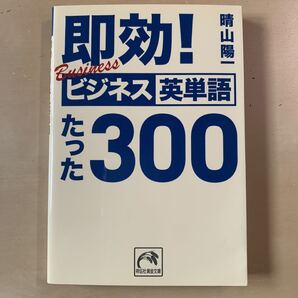 即効!
晴山陽一
Business
ビジネス英単語
たった300
祥伝社黄金文庫